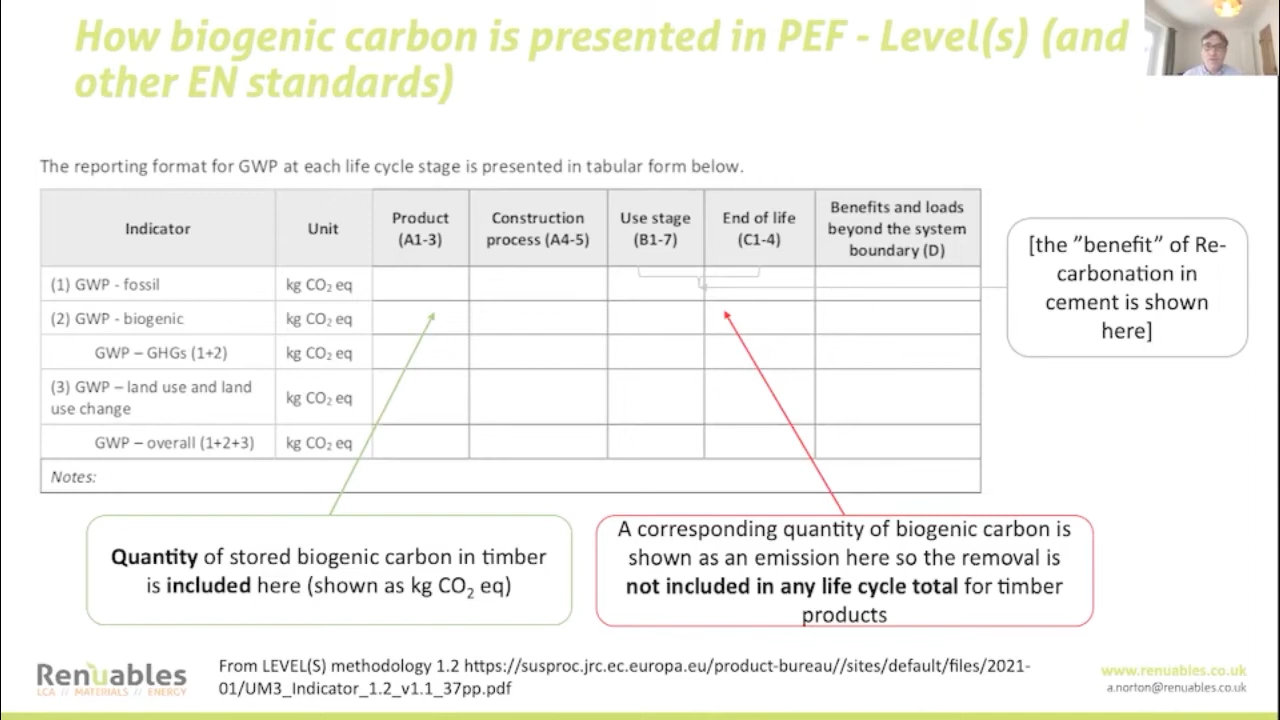 How biogenic carbon is presented in PEF - Level(s) (and
other EN standards)
The reporting format for GWP at each life cycle stage is presented in tabular form below.
Indicator
Unit
Product
(A1-3)
Construction
process (A4-5)
Use stage
(B1-7)
End of life
(C1-4)
Benefits and loads
beyond the system
boundary (D)
(1) GWP - fossil
kg CO₂ eq
(2) GWP - biogenic
kg CO₂ eq
GWP – GHGs (1+2)
kg CO₂ eq
(3) GWP – land use and land
use change
kg CO₂ eq
GWP – overall (1+2+3)
kg CO₂ eq
Notes:
[the ”benefit” of Re-
carbonation in
cement is shown
here]
Quantity of stored biogenic carbon in timber
is included here (shown as kg CO₂ eq)
A corresponding quantity of biogenic carbon is
shown as an emission here so the removal is
not included in any life cycle total for timber
products
Renuables
LCA // MATERIALS // ENERGY
From LEVEL(S) methodology 1.2 https://susproc.jrc.ec.europa.eu/product-bureau//sites/default/files/2021-
01/UM3_Indicator_1.2_v1.1_37pp.pdf
www.renuables.co.uk
a.norton@renuables.co.uk